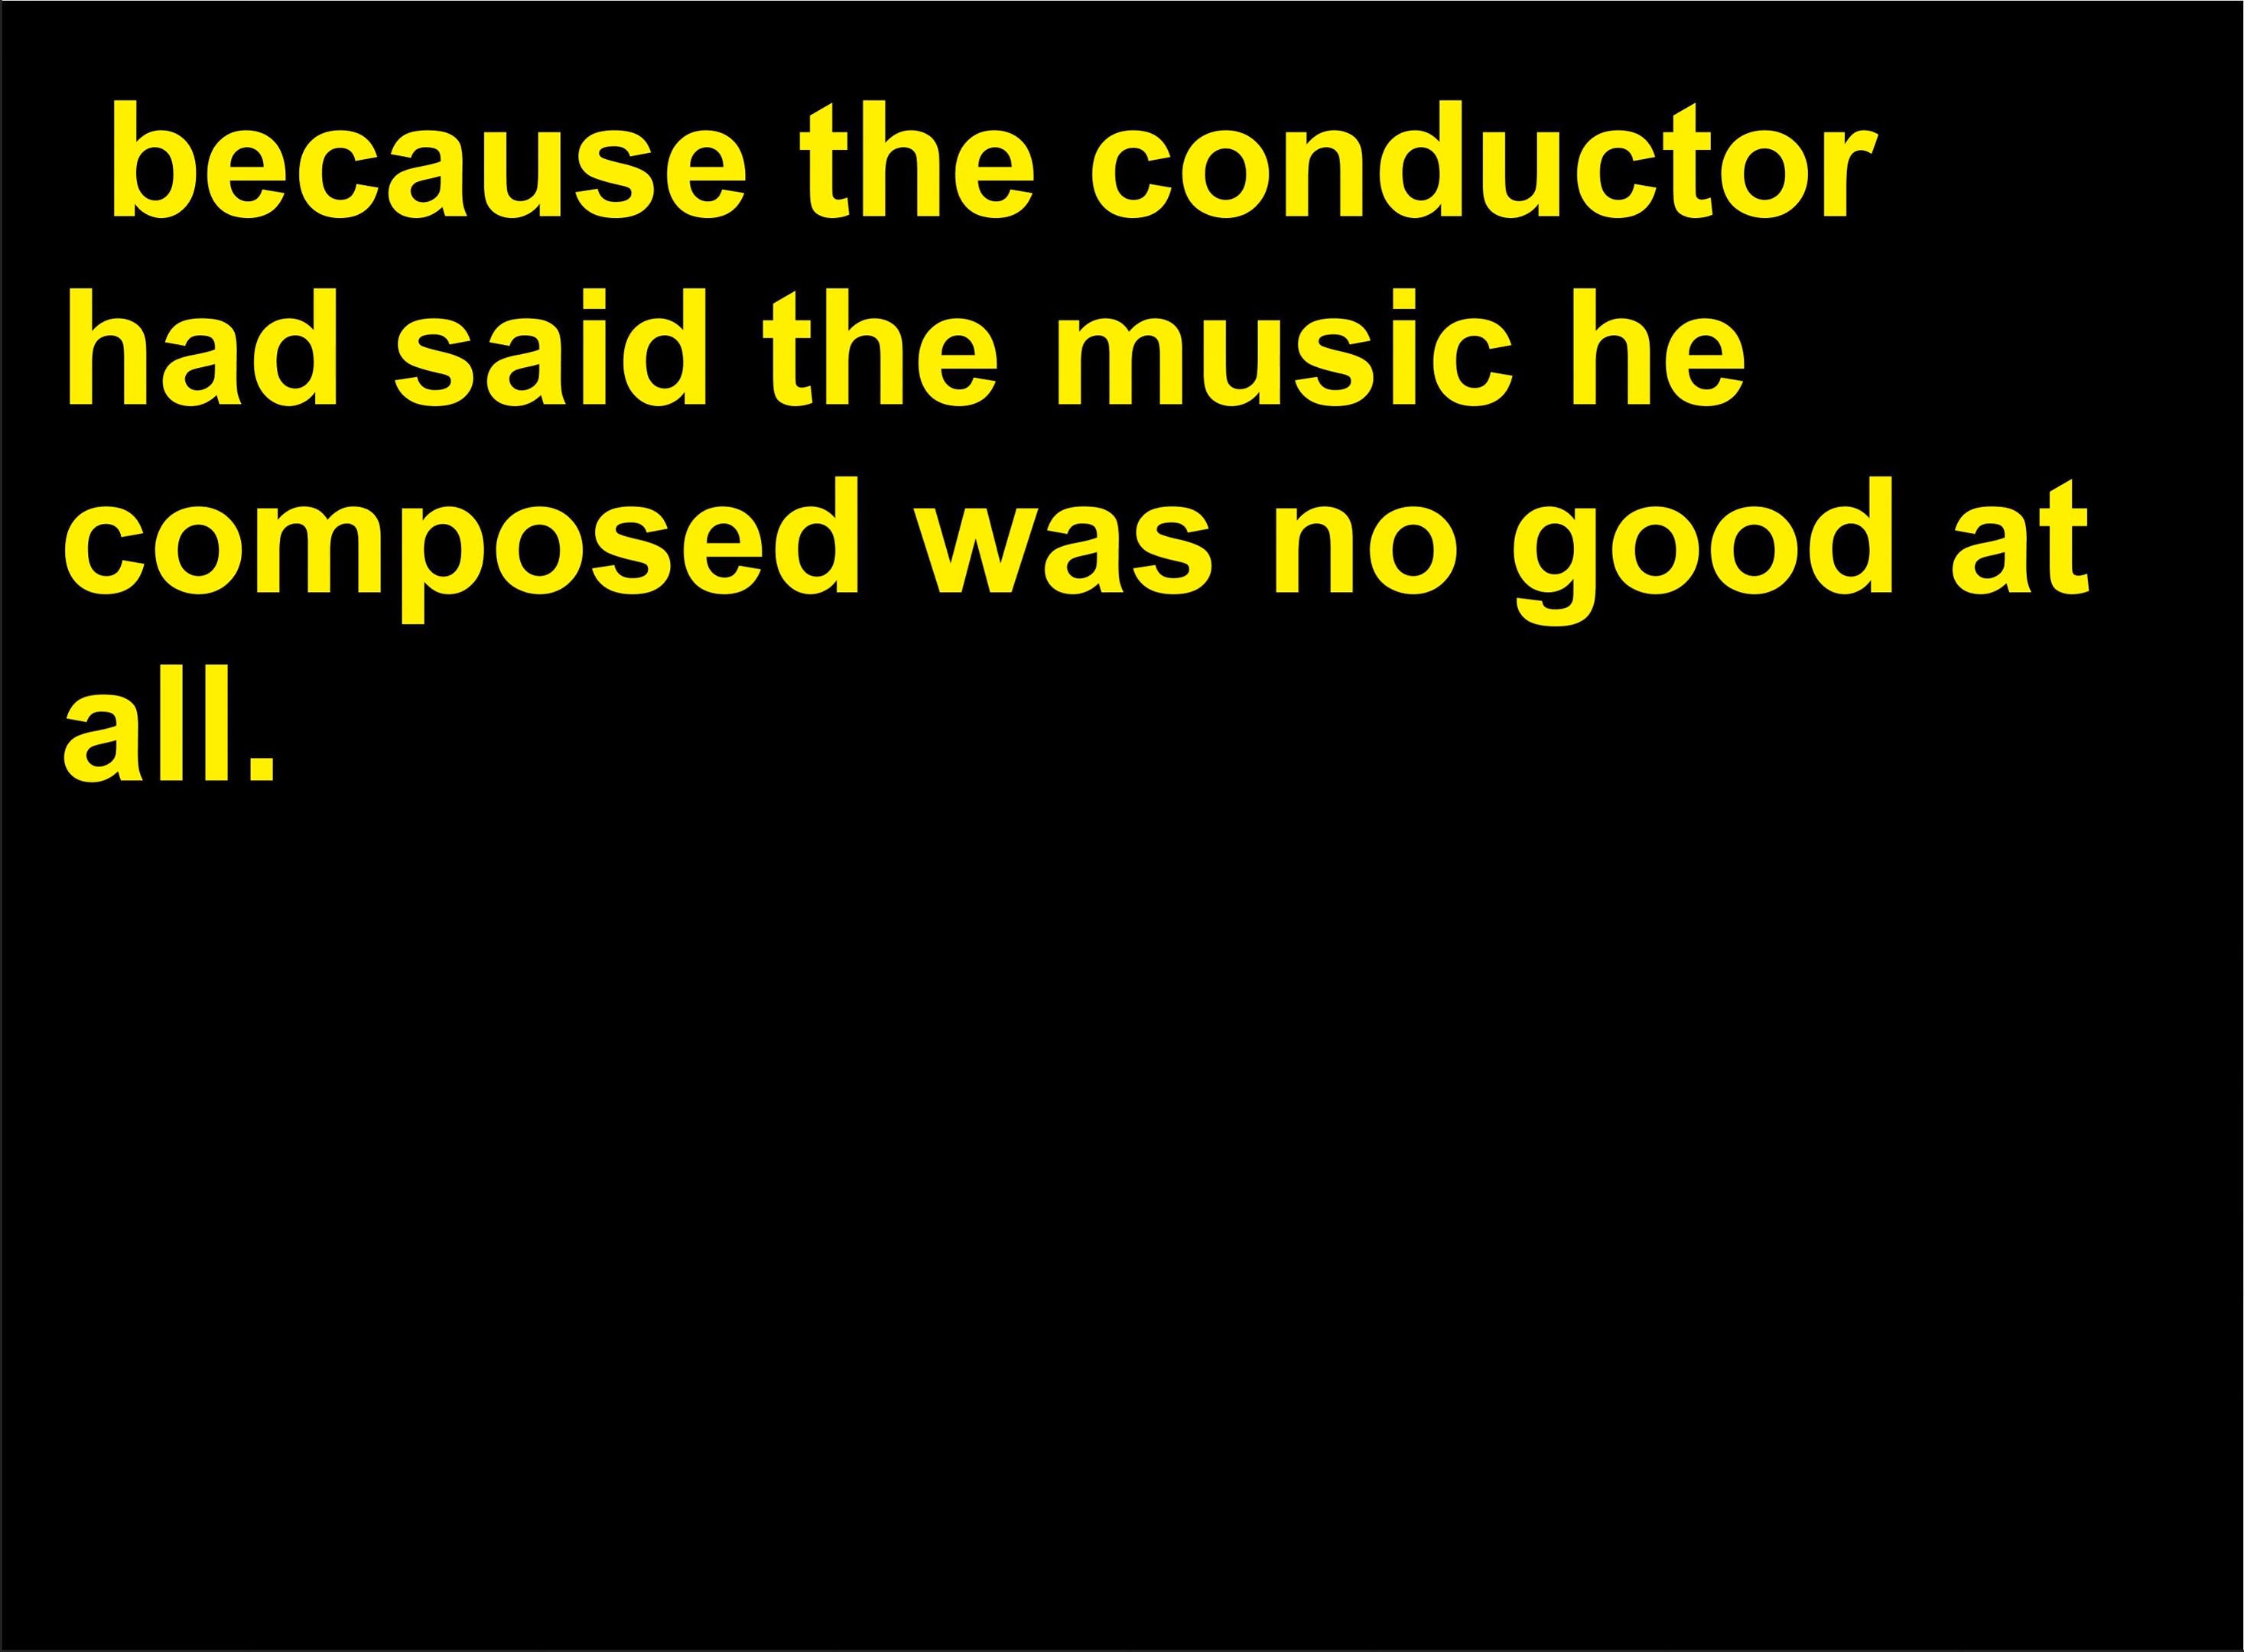 because the conductor
had said the music he
composed was no good at
all.